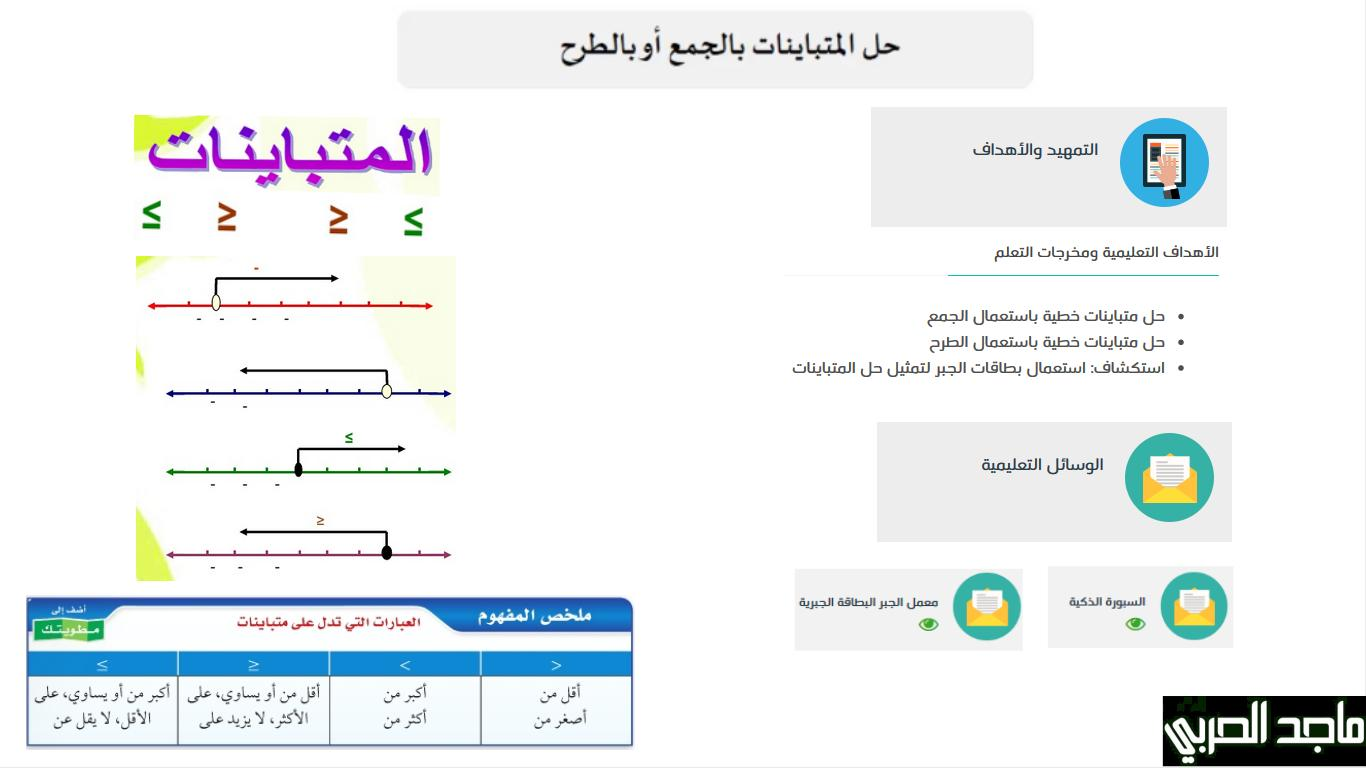 حل المتباينات بالجمع أو بالطرح
التمهيد والأهداف
الأهداف التعليمية ومخرجات التعلم
• حل متباينات خطية باستعمال الجمع
• حل متباينات خطية باستعمال الطرح
• استكشاف: استعمال بطاقات الجبر لتمثيل حل المتباينات
الوسائل التعليمية
السبورة الذكية
معمل الجبر البطاقة الجبرية
المتباينات
≤ ≥ ≥ ≤
-
- - - -
- -
≤
- - -
≥
- - -
ملخص المفهوم
العبارات التي تدل على متباينات
أضف إلى
مطويتك
> < ≥ ≤
أقل من
أصغر من
أكبر من
أكثر من
أقل من أو يساوي، على
الأكثر، لا يزيد على
أكبر من أو يساوي، على
الأقل، لا يقل عن
ماجد الحربي